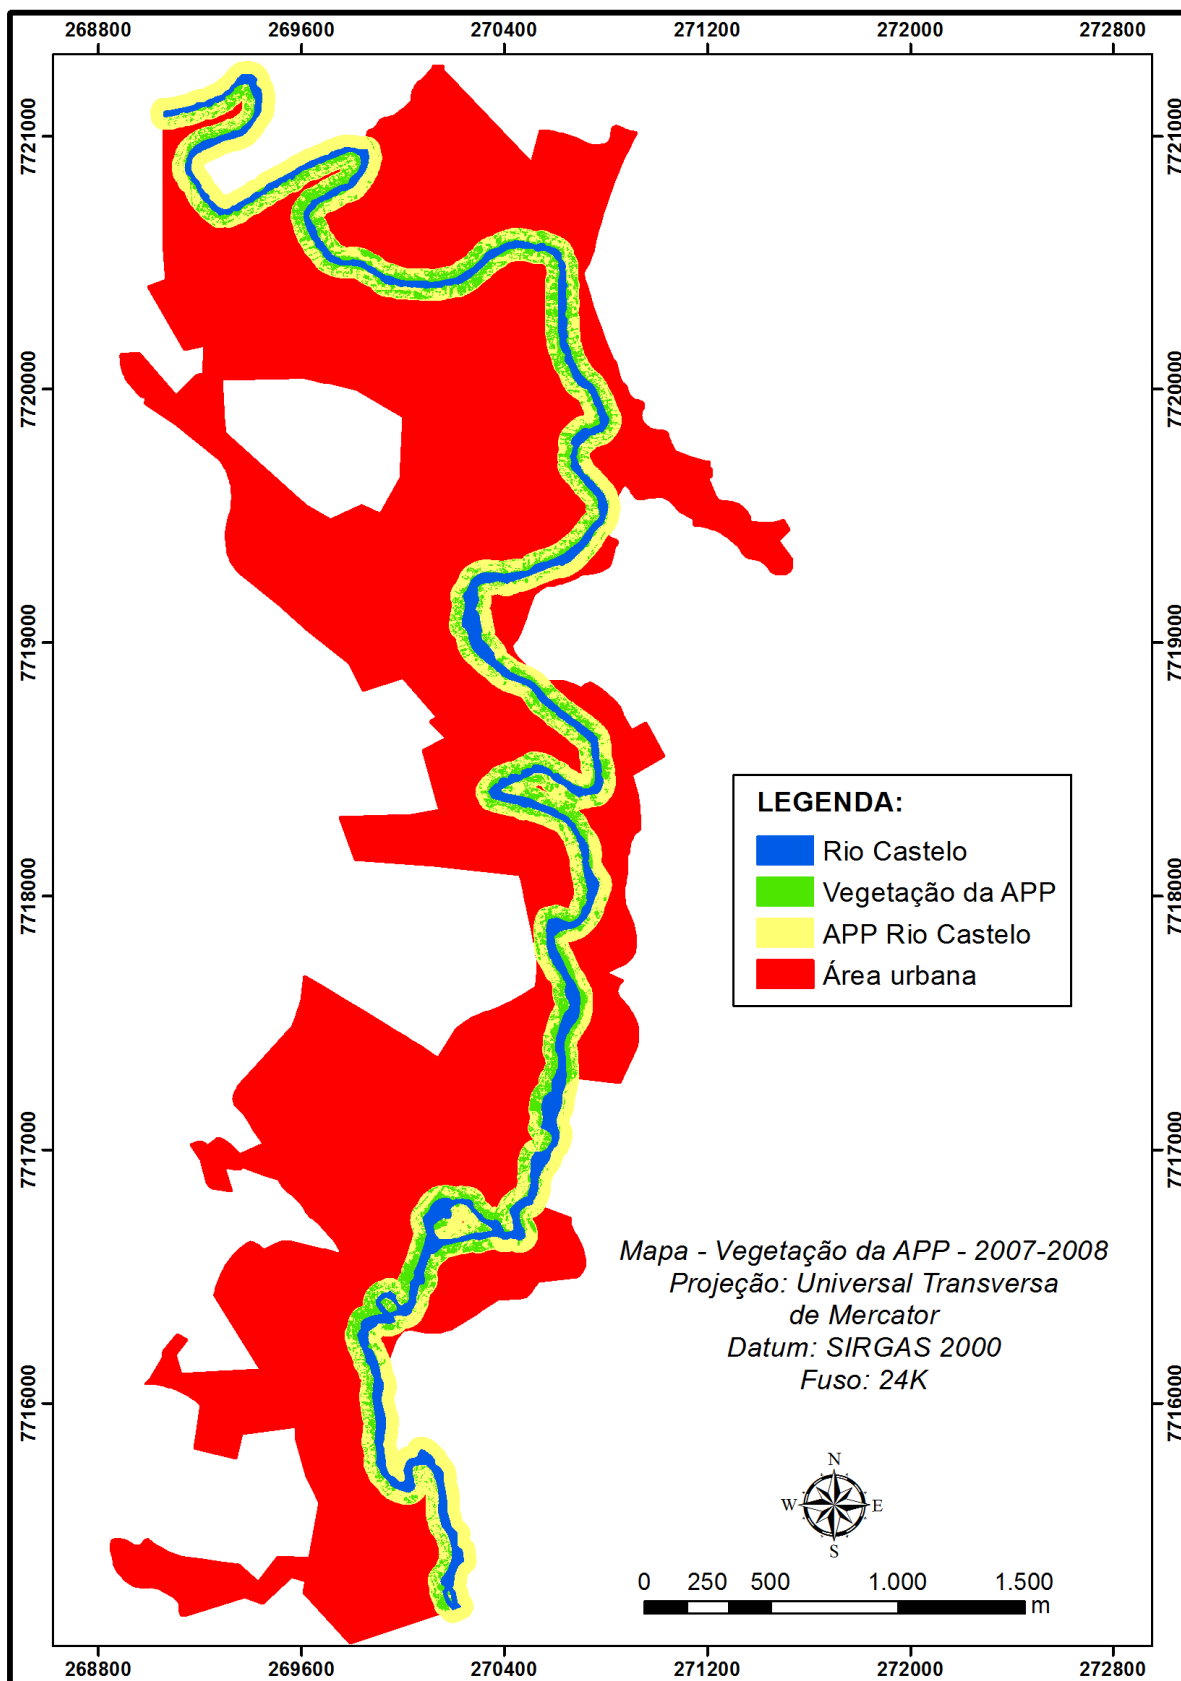 268800 269600 270400 271200 272000 272800
7721000 7721000
7720000 7720000
7719000 7719000
LEGENDA:
Rio Castelo
Vegetação da APP
APP Rio Castelo
Área urbana
7718000 7718000
7717000 7717000
Mapa - Vegetação da APP - 2007-2008
Projeção: Universal Transversa
de Mercator
Datum: SIRGAS 2000
Fuso: 24K
7716000 7716000
N
W E
S
0 250 500 1.000 1.500
m
268800 269600 270400 271200 272000 272800